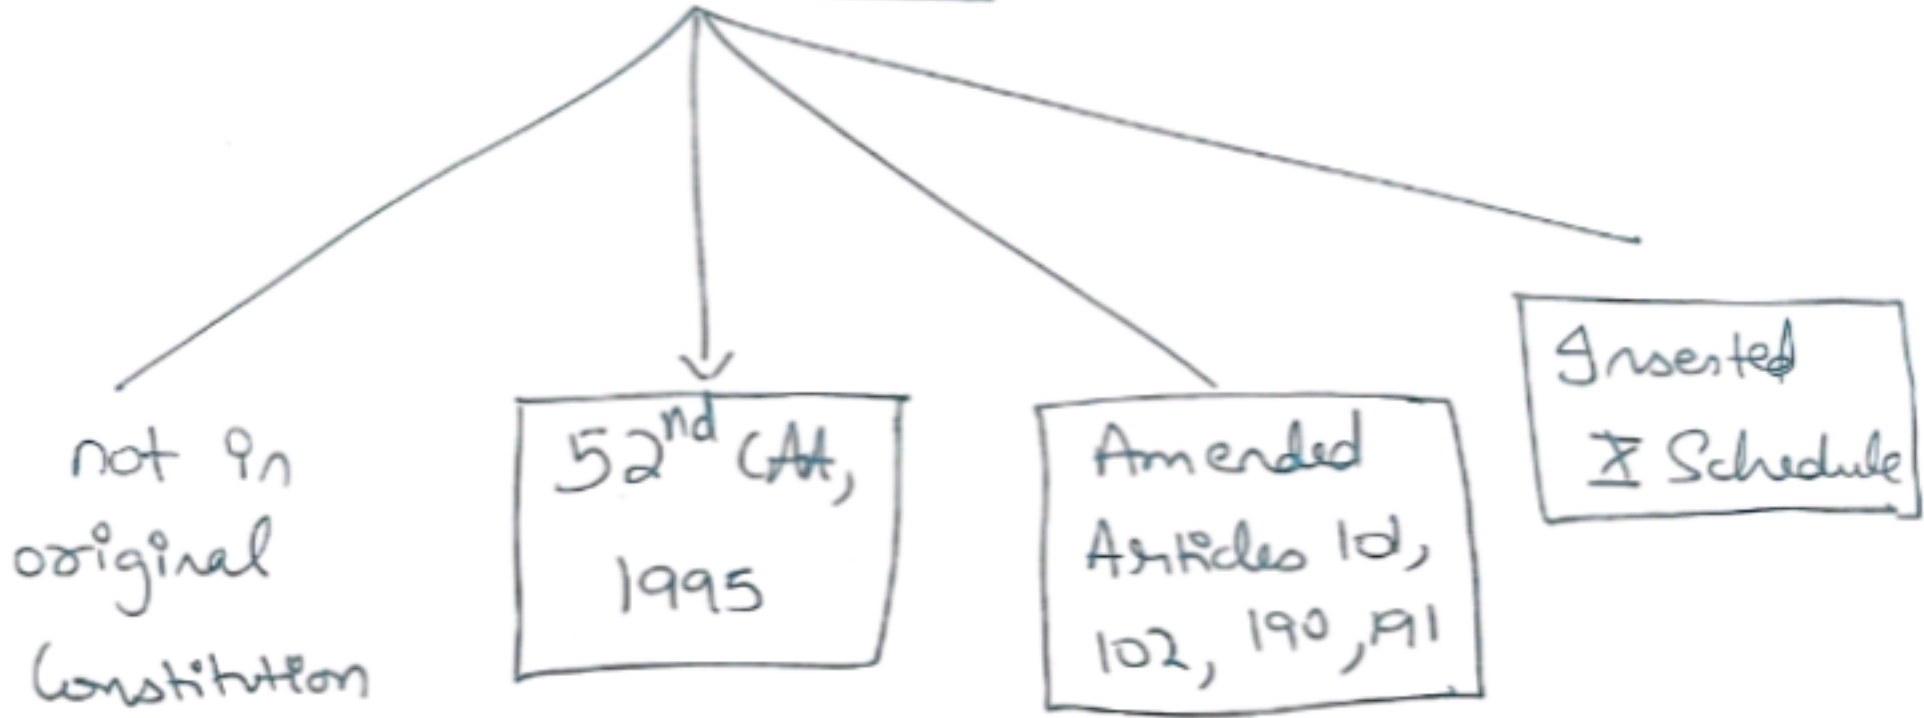 not in
original
Constitution
52nd CAA,
1995
Amended
Articles 101,
102, 190, 191
Inserted
X Schedule